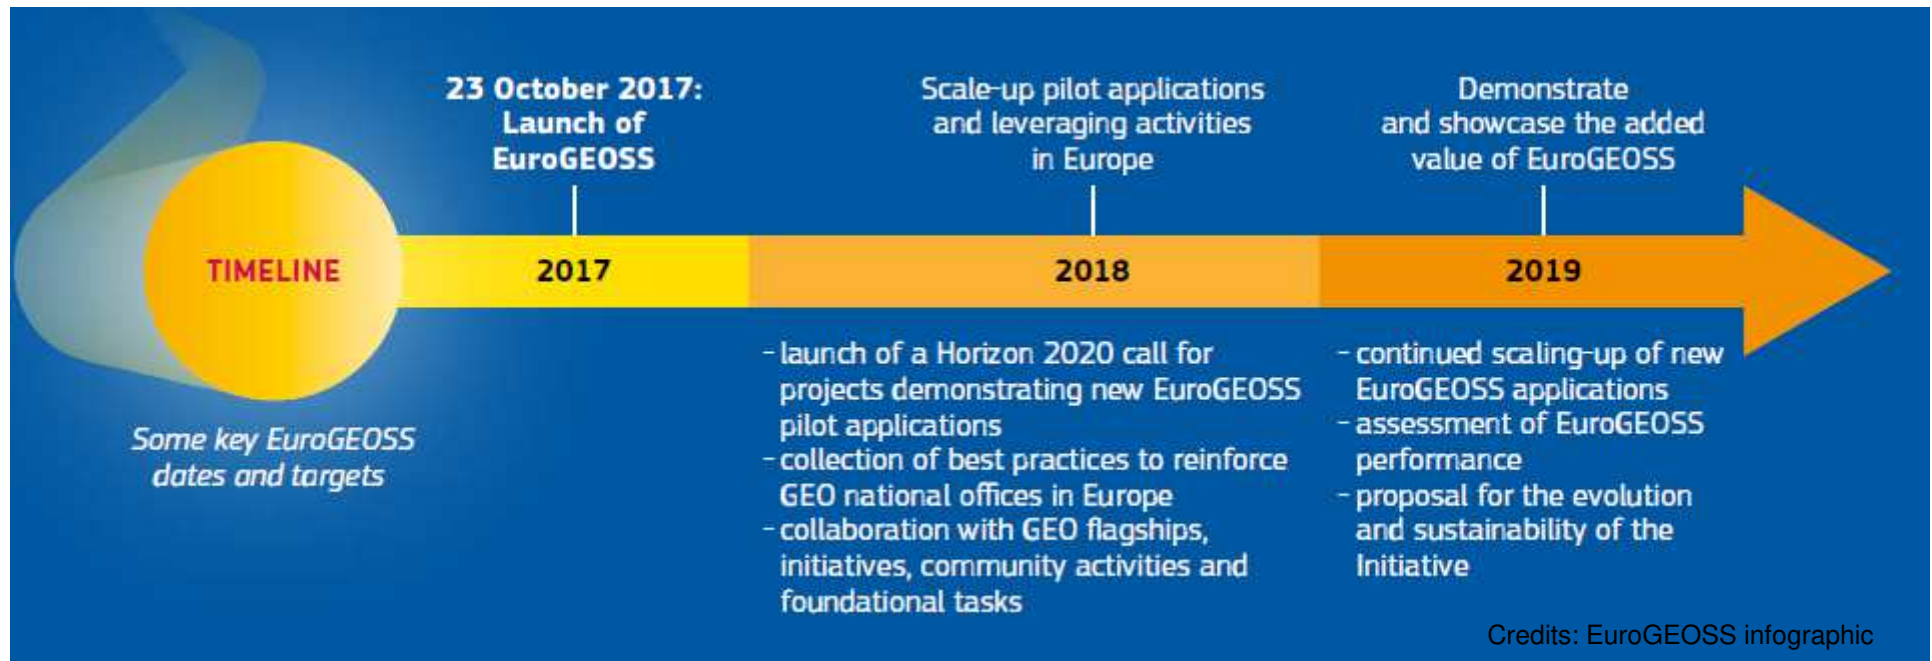 23 October 2017:
Launch of
EuroGEOSS
Scale-up pilot applications
and leveraging activities
in Europe
Demonstrate
and showcase the added
value of EuroGEOSS
TIMELINE
2017
2018
2019
Some key EuroGEOSS
dates and targets
- launch of a Horizon 2020 call for
projects demonstrating new EuroGEOSS
pilot applications
- collection of best practices to reinforce
GEO national offices in Europe
- collaboration with GEO flagships,
initiatives, community activities and
foundational tasks
- continued scaling-up of new
EuroGEOSS applications
- assessment of EuroGEOSS
performance
- proposal for the evolution
and sustainability of the
Initiative
Credits: EuroGEOSS infographic